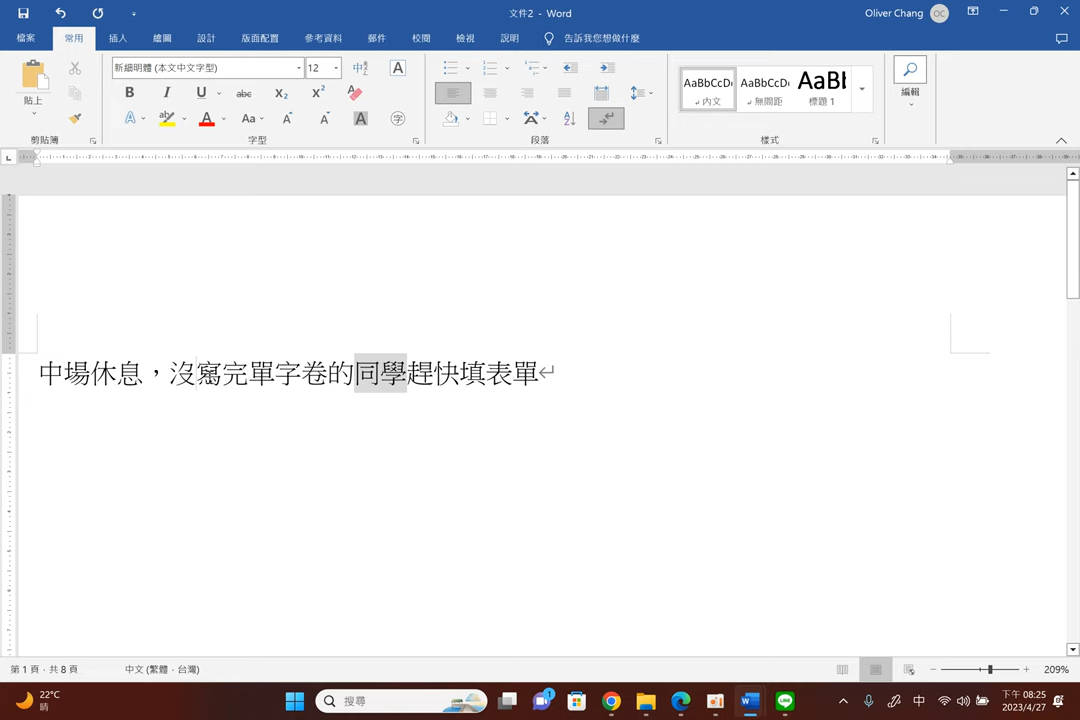 文件2 - Word
Oliver Chang OC
檔案 常用 插入 繪圖 設計 版面配置 參考資料 郵件 校閱 檢視 說明 告訴我您想做什麼
新細明體 (本文中文字型) 12
AaBbCcD AaBbCcD AaBb
貼上
編輯
內文 無間距 標題 1
剪貼簿 字型 段落 樣式
中場休息，沒寫完單字卷的同學趕快填表單
第 1 頁，共 8 頁 中文 (繁體，台灣) 209%
22°C
晴
搜尋
中
下午 08:25
2023/4/27